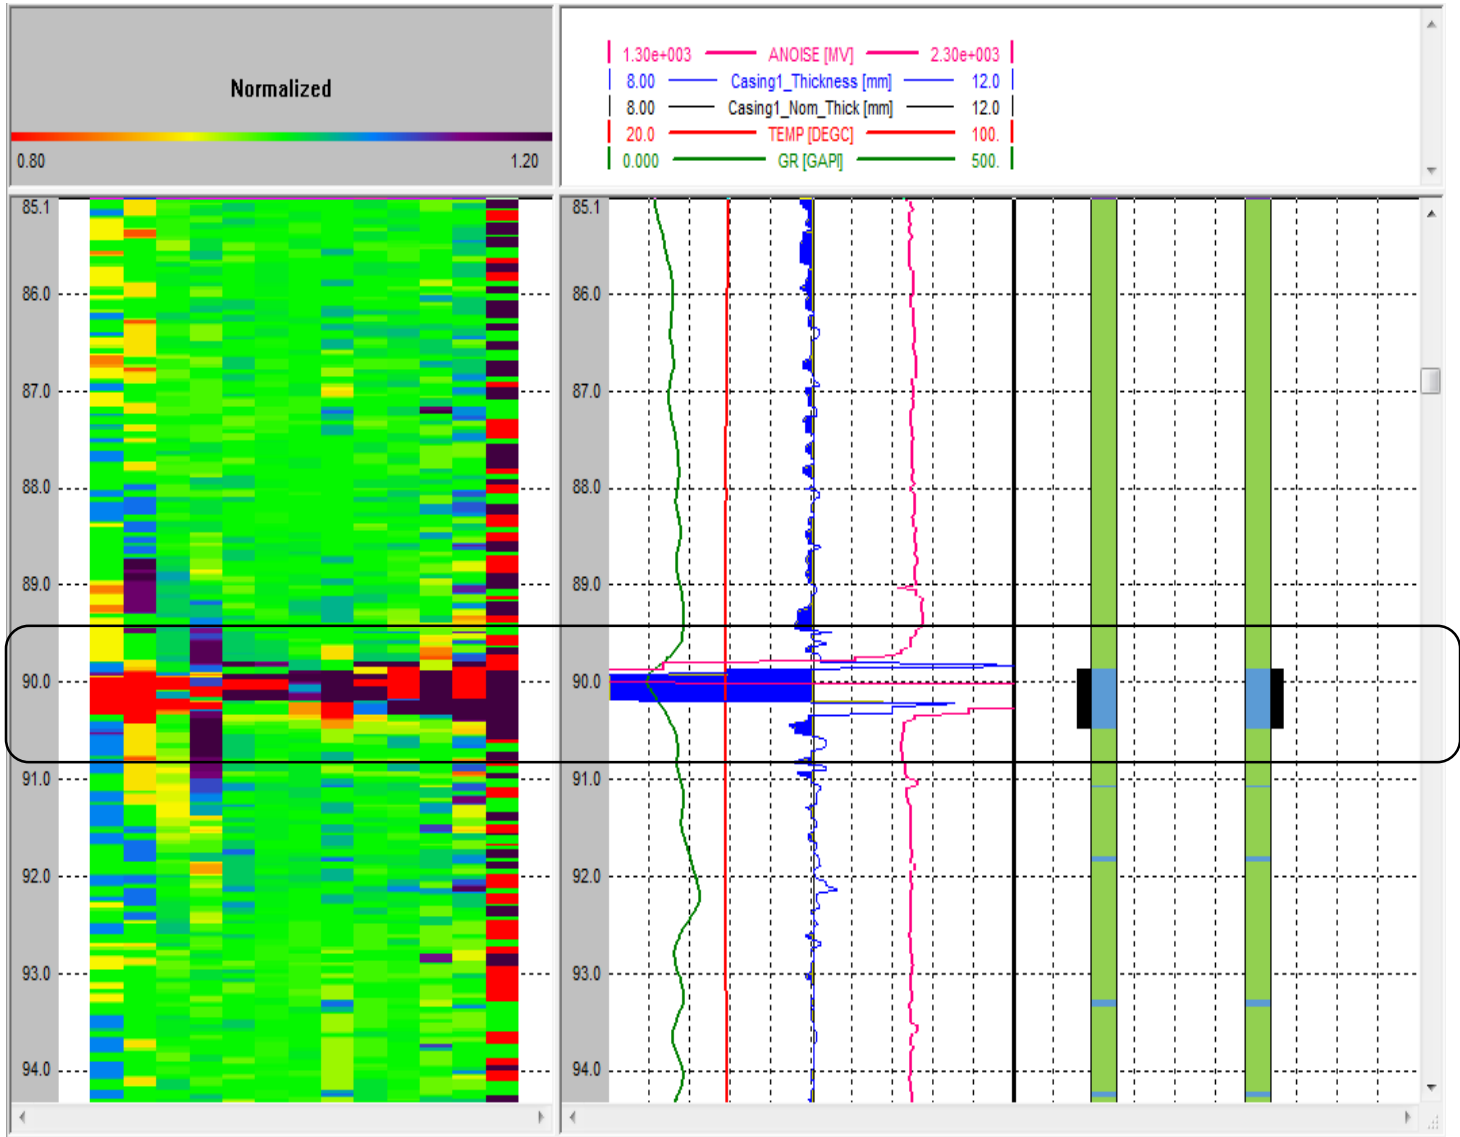 Normalized
0.80 1.20
1.30e+003 ANOISE [MV] 2.30e+003
8.00 Casing1_Thickness [mm] 12.0
8.00 Casing1_Nom_Thick [mm] 12.0
20.0 TEMP [DEGC] 100.
0.000 GR [GAPI] 500.
85.1 85.1
86.0 86.0
87.0 87.0
88.0 88.0
89.0 89.0
90.0 90.0
91.0 91.0
92.0 92.0
93.0 93.0
94.0 94.0